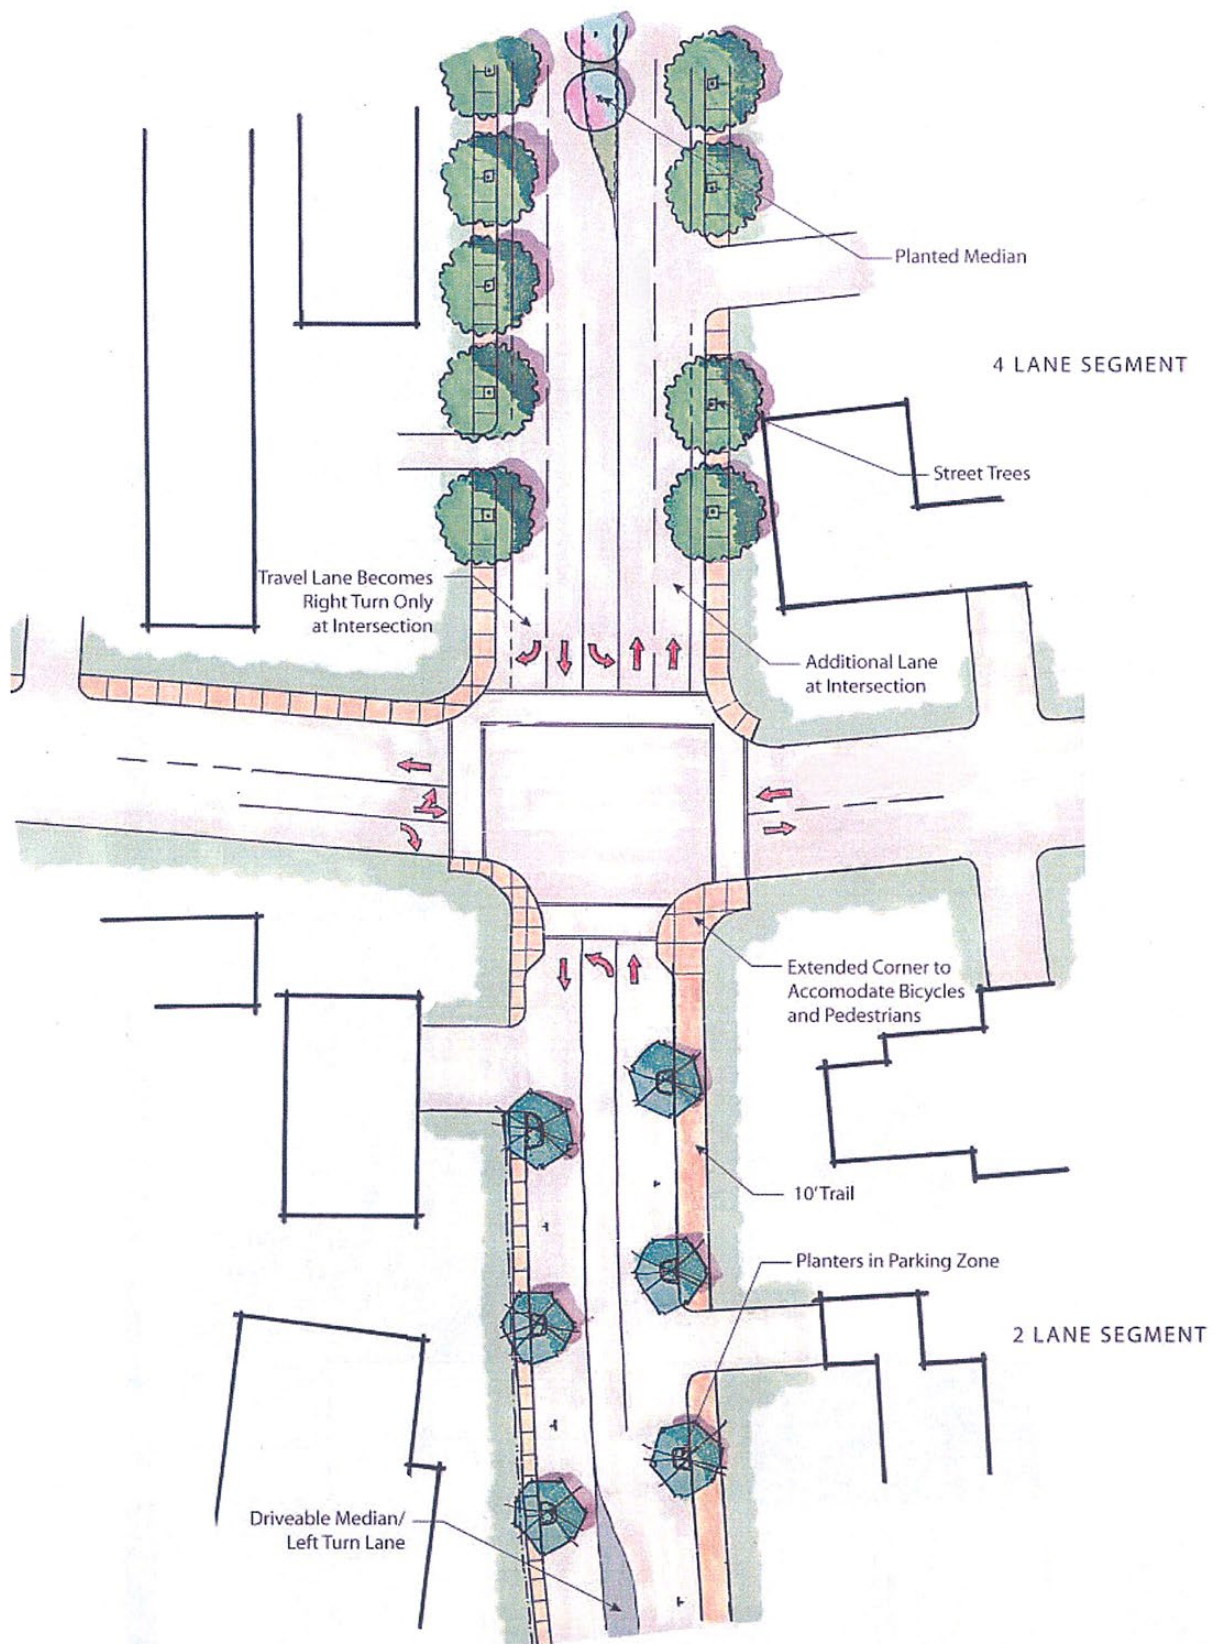 Planted Median
4 LANE SEGMENT
Street Trees
Travel Lane Becomes
Right Turn Only
at Intersection
Additional Lane
at Intersection
Extended Corner to
Accomodate Bicycles
and Pedestrians
10' Trail
Planters in Parking Zone
2 LANE SEGMENT
Driveable Median/
Left Turn Lane